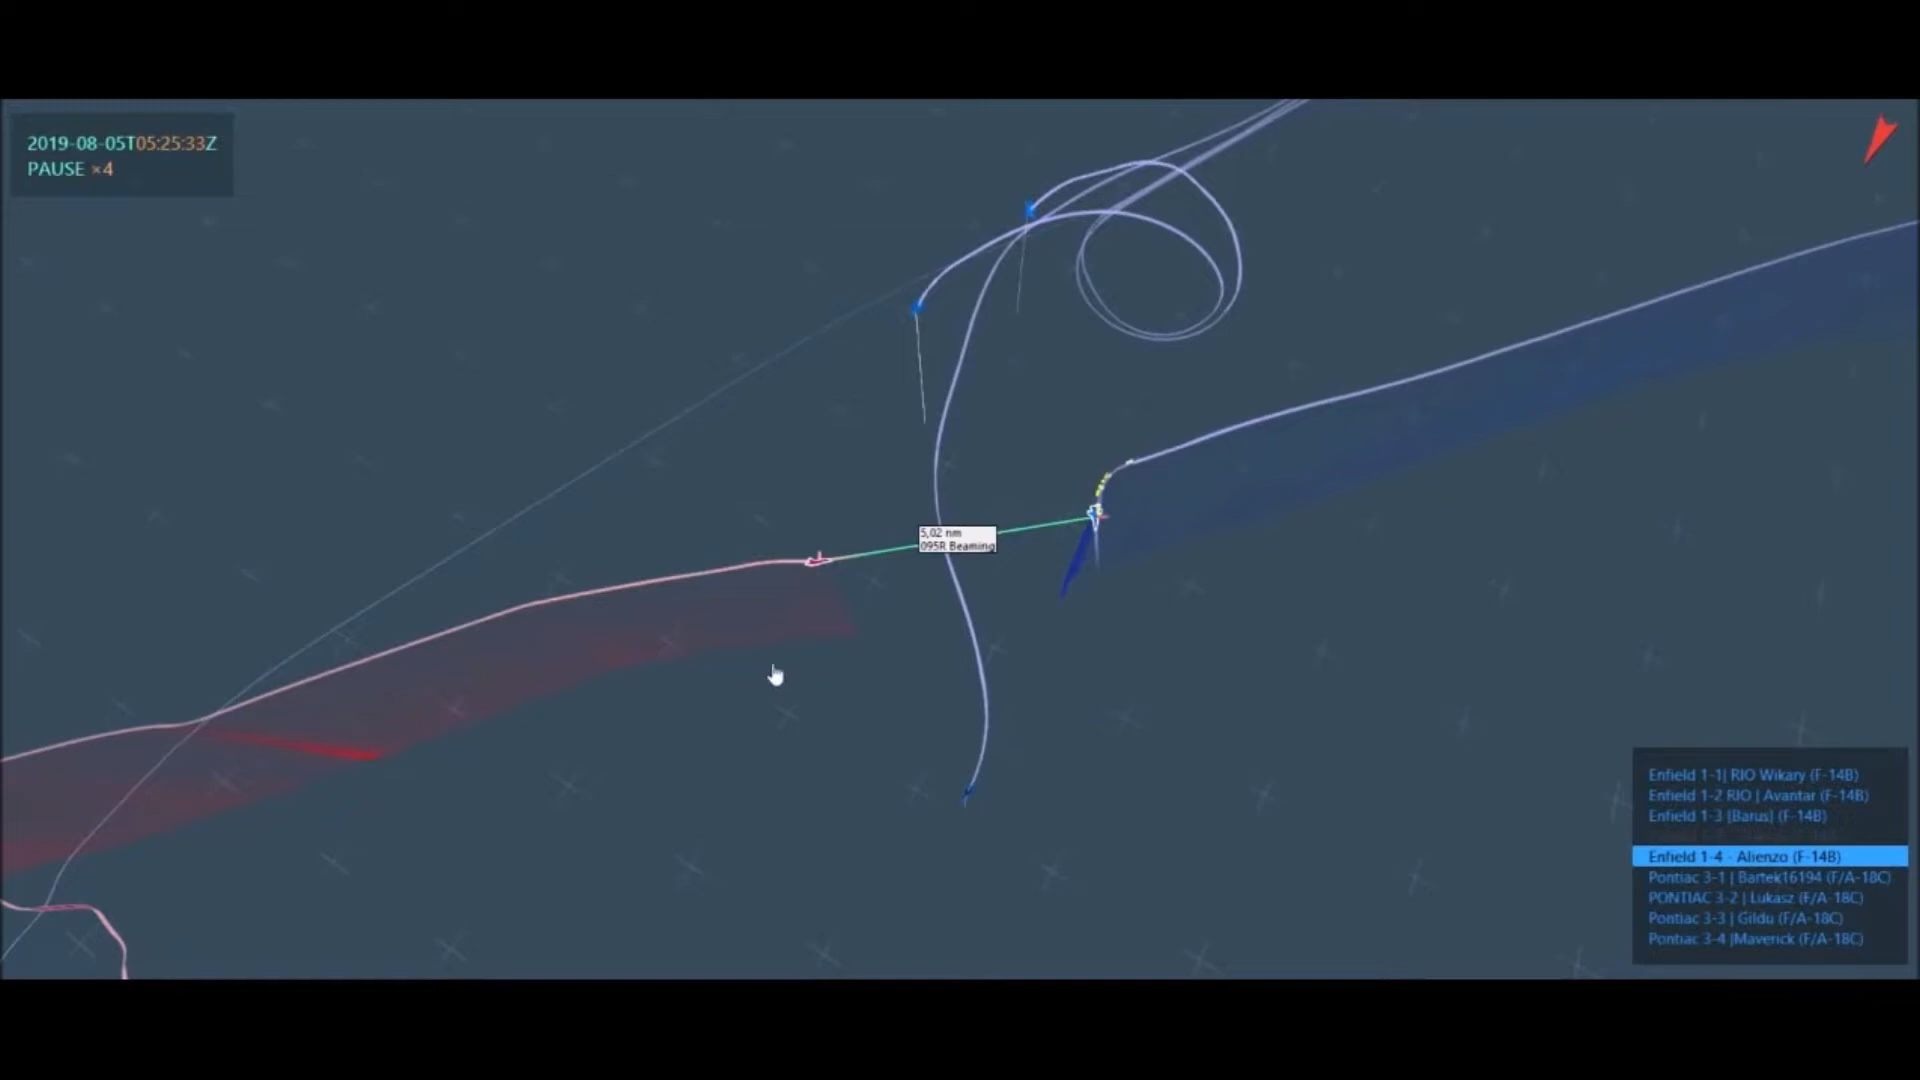 2019-08-05T05:25:33Z
PAUSE ×4
5,02 nm
095R Beaming
Enfield 1-1| RIO Wikary (F-14B)
Enfield 1-2 RIO | Avantar (F-14B)
Enfield 1-3 [Barus] (F-14B)
Enfield 1-4 - Alienzo (F-14B)
Pontiac 3-1 | Bartek16194 (F/A-18C)
PONTIAC 3-2 | Lukasz (F/A-18C)
Pontiac 3-3 | Gildu (F/A-18C)
Pontiac 3-4 |Maverick (F/A-18C)